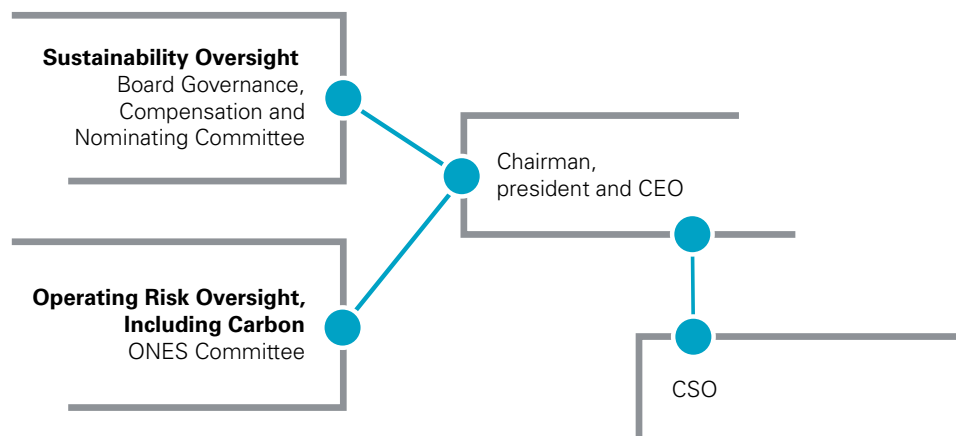 Sustainability Oversight
Board Governance,
Compensation and
Nominating Committee
Chairman,
president and CEO
Operating Risk Oversight,
Including Carbon
ONES Committee
CSO